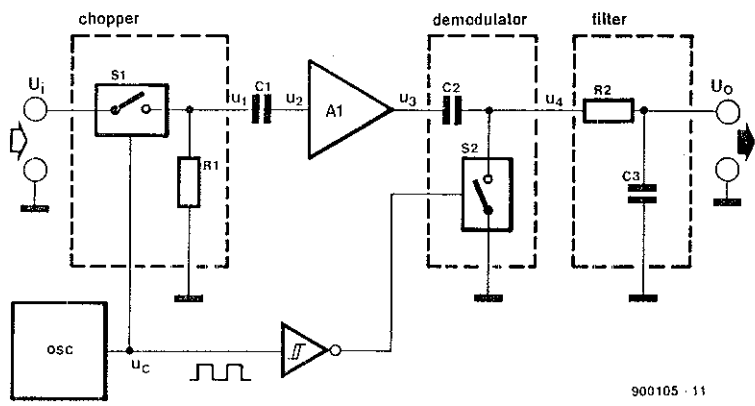 chopper
demodulator
filter
Ui
S1
u1
C1
u2
A1
u3
C2
u4
R2
Uo
R1
S2
C3
osc
uc
900105 - 11